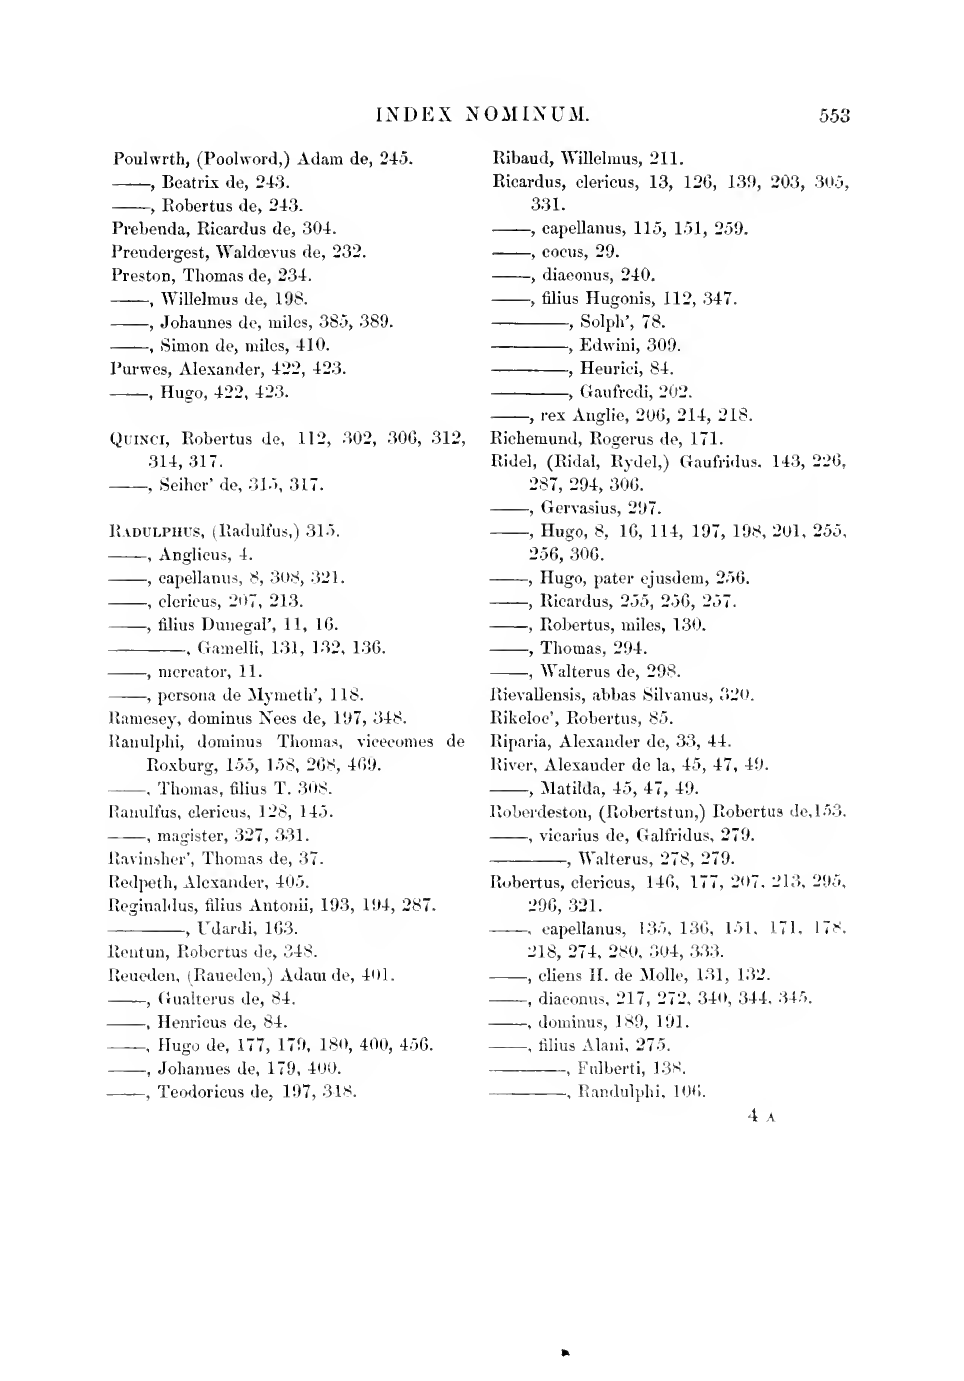 INDEX NOMINUM. 553
Poulwrth, (Poolword,) Adam de, 245.
——, Beatrix de, 243.
——, Robertus de, 243.
Prebenda, Ricardus de, 304.
Prendergest, Waldœvus de, 232.
Preston, Thomas de, 234.
——, Willelmus de, 198.
——, Johannes de, miles, 385, 389.
——, Simon de, miles, 410.
Purwes, Alexander, 422, 423.
——, Hugo, 422, 423.
QUINCI, Robertus de, 112, 302, 306, 312,
314, 317.
——, Seiher' de, 315, 317.
RADULPHUS, (Radulfus,) 315.
——, Anglicus, 4.
——, capellanus, 8, 308, 321.
——, clericus, 207, 213.
——, filius Dunegal', 11, 16.
————, Gamelli, 131, 132, 136.
——, mercator, 11.
——, persona de Mymeth', 118.
Ramesey, dominus Nees de, 197, 348.
Ranulphi, dominus Thomas, vicecomes de
Roxburg, 155, 158, 268, 469.
——, Thomas, filius T. 308.
Ranulfus, clericus, 128, 145.
——, magister, 327, 331.
Ravinsher', Thomas de, 37.
Redpeth, Alexander, 405.
Reginaldus, filius Antonii, 193, 194, 287.
————, Udardi, 163.
Rentun, Robertus de, 348.
Reueden, (Raueden,) Adam de, 401.
——, Gualterus de, 84.
——, Henricus de, 84.
——, Hugo de, 177, 179, 180, 400, 456.
——, Johannes de, 179, 400.
——, Teodoricus de, 197, 318.
Ribaud, Willelmus, 211.
Ricardus, clericus, 13, 126, 139, 203, 305,
331.
——, capellanus, 115, 151, 259.
——, cocus, 29.
——, diaconus, 240.
——, filius Hugonis, 112, 347.
————, Solph', 78.
————, Edwini, 309.
————, Henrici, 84.
————, Gaufredi, 202.
——, rex Anglie, 206, 214, 218.
Richemund, Rogerus de, 171.
Ridel, (Ridal, Rydel,) Gaufridus, 143, 226,
287, 294, 306.
——, Gervasius, 297.
——, Hugo, 8, 16, 114, 197, 198, 201, 255,
256, 306.
——, Hugo, pater ejusdem, 256.
——, Ricardus, 255, 256, 257.
——, Robertus, miles, 130.
——, Thomas, 294.
——, Walterus de, 298.
Rievallensis, abbas Silvanus, 320.
Rikeloc', Robertus, 85.
Riparia, Alexander de, 33, 44.
River, Alexander de la, 45, 47, 49.
——, Matilda, 45, 47, 49.
Roberdeston, (Robertstun,) Robertus de, 153.
——, vicarius de, Galfridus, 279.
————, Walterus, 278, 279.
Robertus, clericus, 146, 177, 207, 213, 295,
296, 321.
——, capellanus, 135, 136, 151, 171, 178,
218, 274, 280, 304, 333.
——, cliens H. de Molle, 131, 132.
——, diaconus, 217, 272, 340, 344, 345.
——, dominus, 189, 191.
——, filius Alani, 275.
————, Fulberti, 138.
————, Randulphi, 106.
4 A